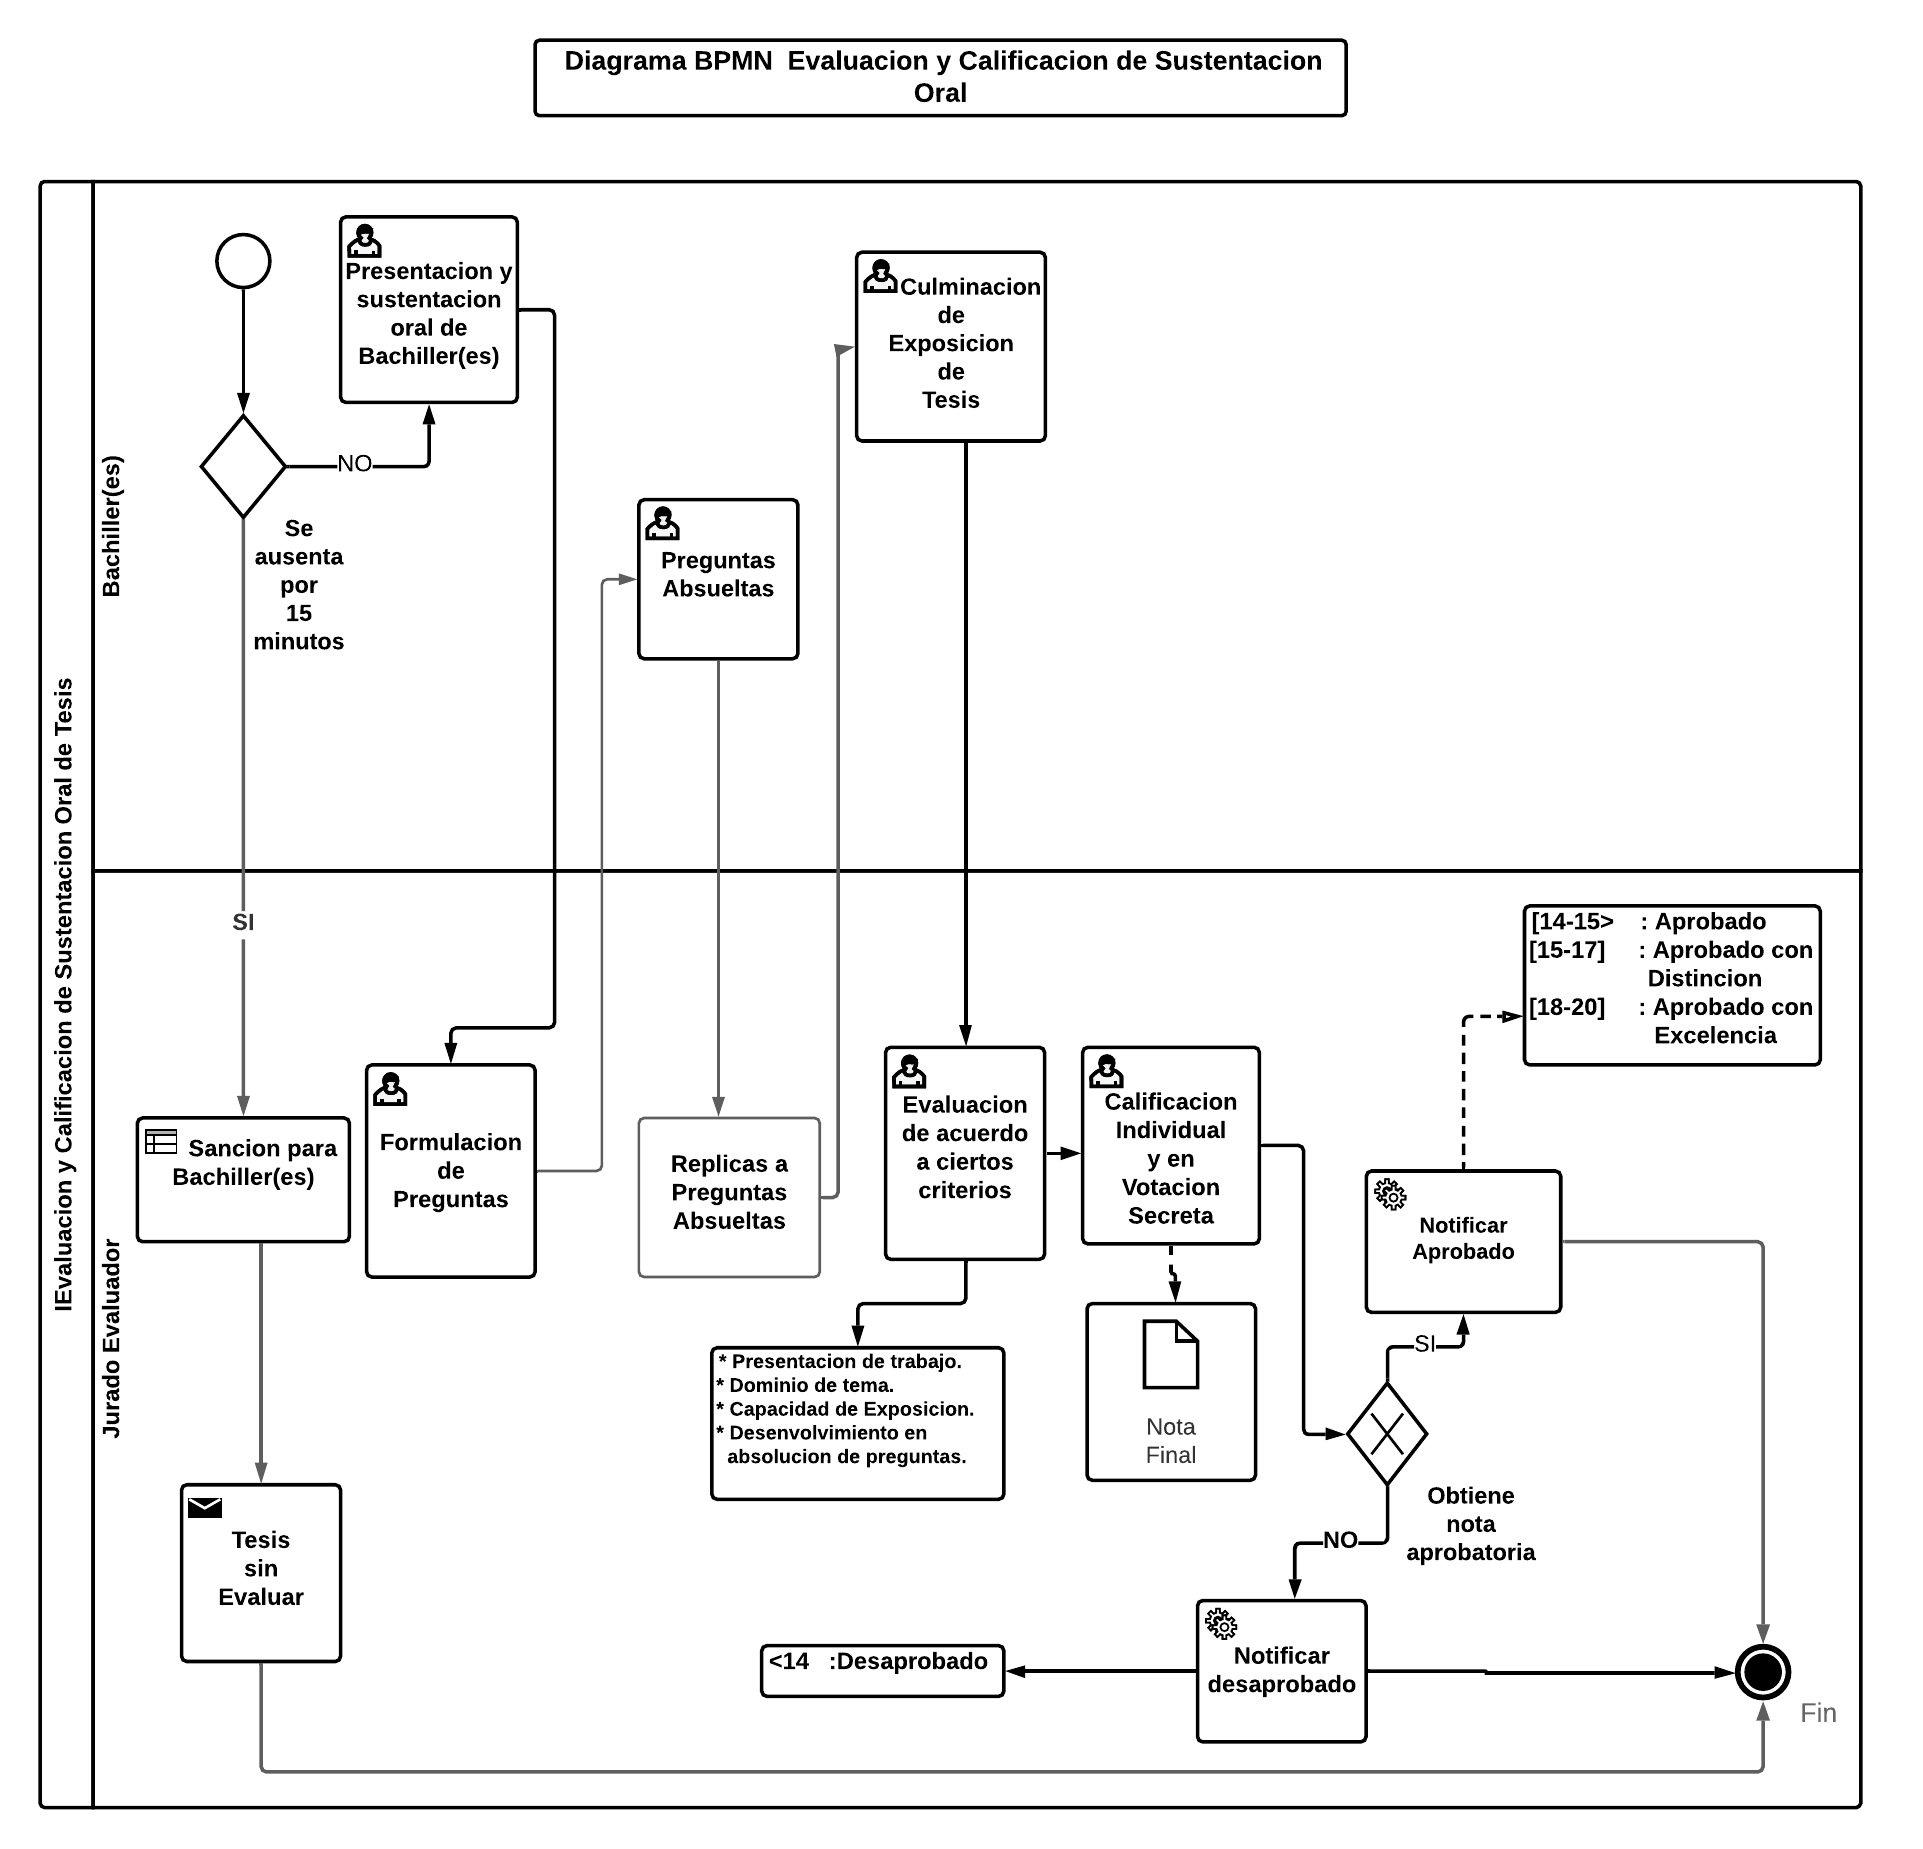 Diagrama BPMN  Evaluacion y Calificacion de Sustentacion
Oral
IEvaluacion y Calificacion de Sustentacion Oral de Tesis
Bachiller(es)
Presentacion y
sustentacion
oral de
Bachiller(es)
NO
Se
ausenta
por
15
minutos
Culminacion
de
Exposicion
de
Tesis
Preguntas
Absueltas
Jurado Evaluador
SI
Sancion para
Bachiller(es)
Formulacion
de
Preguntas
Replicas a
Preguntas
Absueltas
Evaluacion
de acuerdo
a ciertos
criterios
Calificacion
Individual
y en
Votacion
Secreta
[14-15> : Aprobado
[15-17] : Aprobado con
Distincion
[18-20] : Aprobado con
Excelencia
Notificar
Aprobado
SI
* Presentacion de trabajo.
* Dominio de tema.
* Capacidad de Exposicion.
* Desenvolvimiento en
absolucion de preguntas.
Nota
Final
Obtiene
nota
aprobatoria
NO
Tesis
sin
Evaluar
<14 :Desaprobado
Notificar
desaprobado
Fin